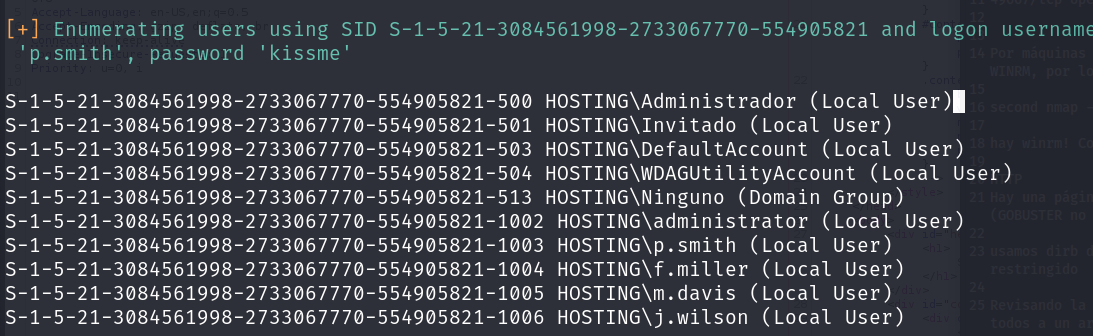 [+] Enumerating users using SID S-1-5-21-3084561998-2733067770-554905821 and logon username
'p.smith', password 'kissme'
S-1-5-21-3084561998-2733067770-554905821-500 HOSTING\Administrador (Local User)
S-1-5-21-3084561998-2733067770-554905821-501 HOSTING\Invitado (Local User)
S-1-5-21-3084561998-2733067770-554905821-503 HOSTING\DefaultAccount (Local User)
S-1-5-21-3084561998-2733067770-554905821-504 HOSTING\WDAGUtilityAccount (Local User)
S-1-5-21-3084561998-2733067770-554905821-513 HOSTING\Ninguno (Domain Group)
S-1-5-21-3084561998-2733067770-554905821-1002 HOSTING\administrator (Local User)
S-1-5-21-3084561998-2733067770-554905821-1003 HOSTING\p.smith (Local User)
S-1-5-21-3084561998-2733067770-554905821-1004 HOSTING\f.miller (Local User)
S-1-5-21-3084561998-2733067770-554905821-1005 HOSTING\m.davis (Local User)
S-1-5-21-3084561998-2733067770-554905821-1006 HOSTING\j.wilson (Local User)
14 Por máquinas
WINRM, por lo
15
16 second nmap -
17
18 hay winrm! Co
21 Hay una pági
(GOBUSTER no
22
23 usamos dirb d
restringido
24
25 Revisando la
todos a un ar